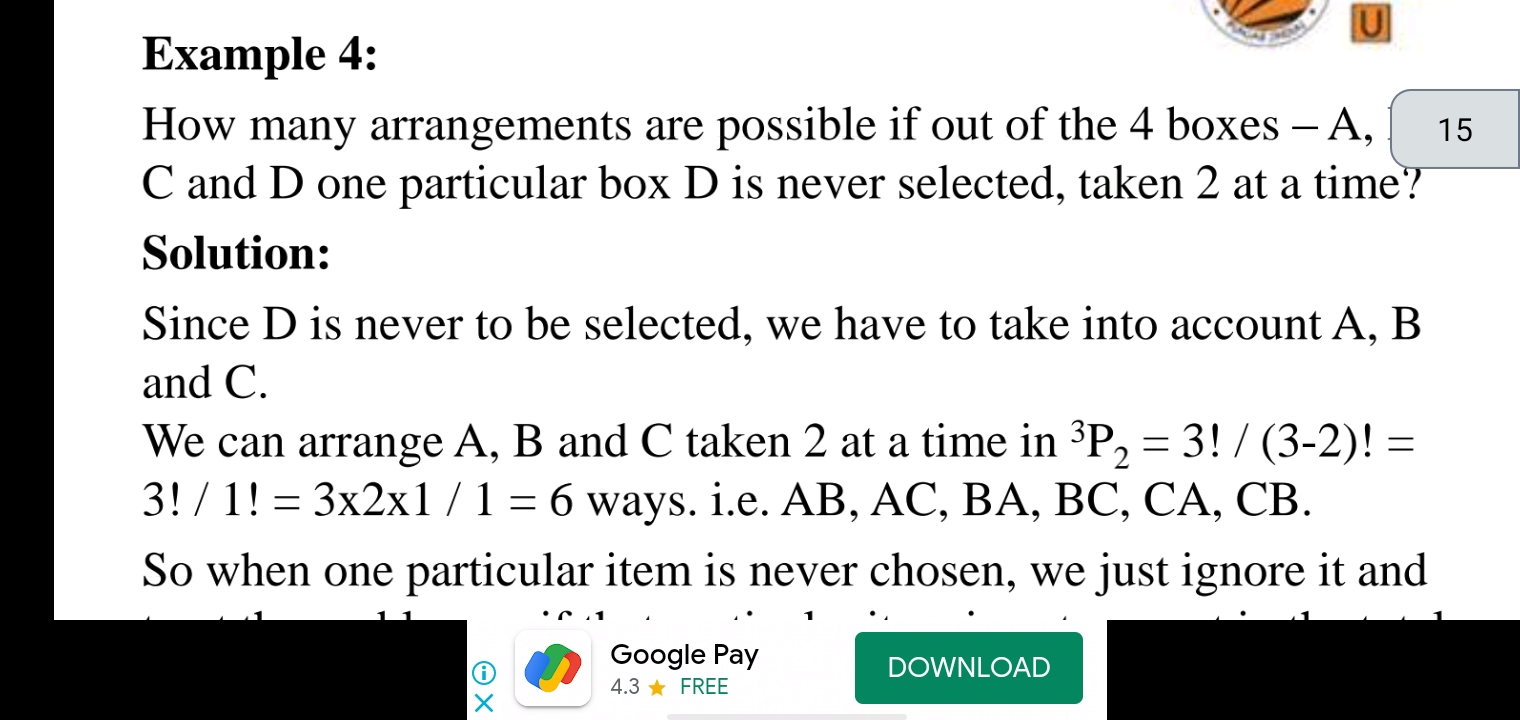 U
Example 4:
How many arrangements are possible if out of the 4 boxes – A,
15
C and D one particular box D is never selected, taken 2 at a time?
Solution:
Since D is never to be selected, we have to take into account A, B
and C.
We can arrange A, B and C taken 2 at a time in ³P₂ = 3! / (3-2)! =
3! / 1! = 3x2x1 / 1 = 6 ways. i.e. AB, AC, BA, BC, CA, CB.
So when one particular item is never chosen, we just ignore it and
Google Pay
4.3 ★ FREE
DOWNLOAD